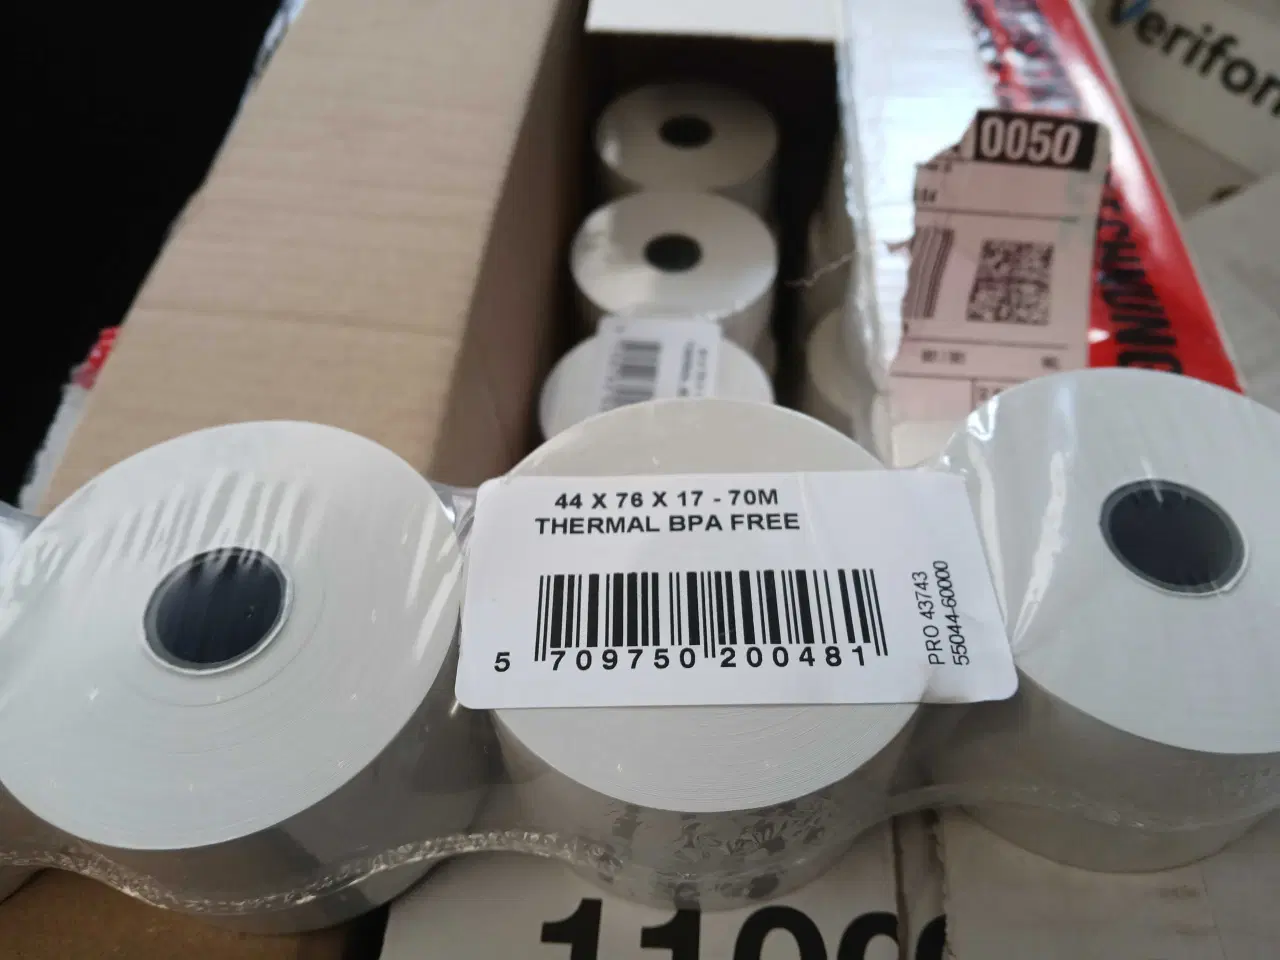 Verifon
0050
44 X 76 X 17 - 70M
THERMAL BPA FREE
5 709750 200481
PRO 43743
55044-60000